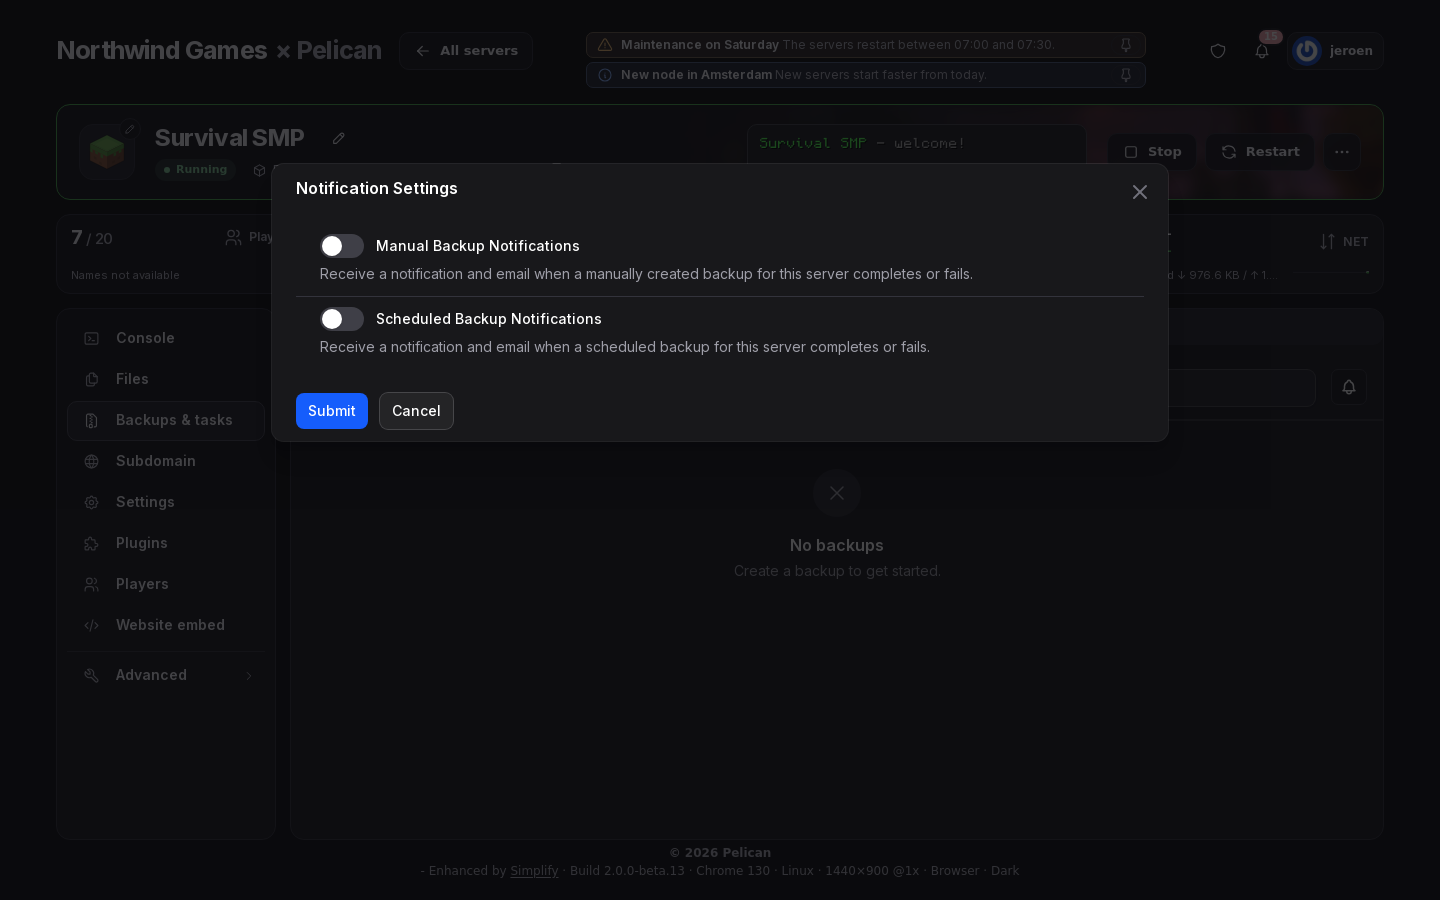 Northwind Games × Pelican
All servers
Maintenance on Saturday The servers restart between 07:00 and 07:30.
New node in Amsterdam New servers start faster from today.
15
jeroen
Survival SMP
Running
Survival SMP - welcome!
Stop
Restart
7 / 20
Names not available
NET
↓ 976.6 KB / ↑ 1...
Notification Settings
Manual Backup Notifications
Receive a notification and email when a manually created backup for this server completes or fails.
Scheduled Backup Notifications
Receive a notification and email when a scheduled backup for this server completes or fails.
Submit
Cancel
Console
Files
Backups & tasks
Subdomain
Settings
Plugins
Players
Website embed
Advanced
No backups
Create a backup to get started.
© 2026 Pelican
- Enhanced by Simplify · Build 2.0.0-beta.13 · Chrome 130 · Linux · 1440×900 @1x · Browser · Dark